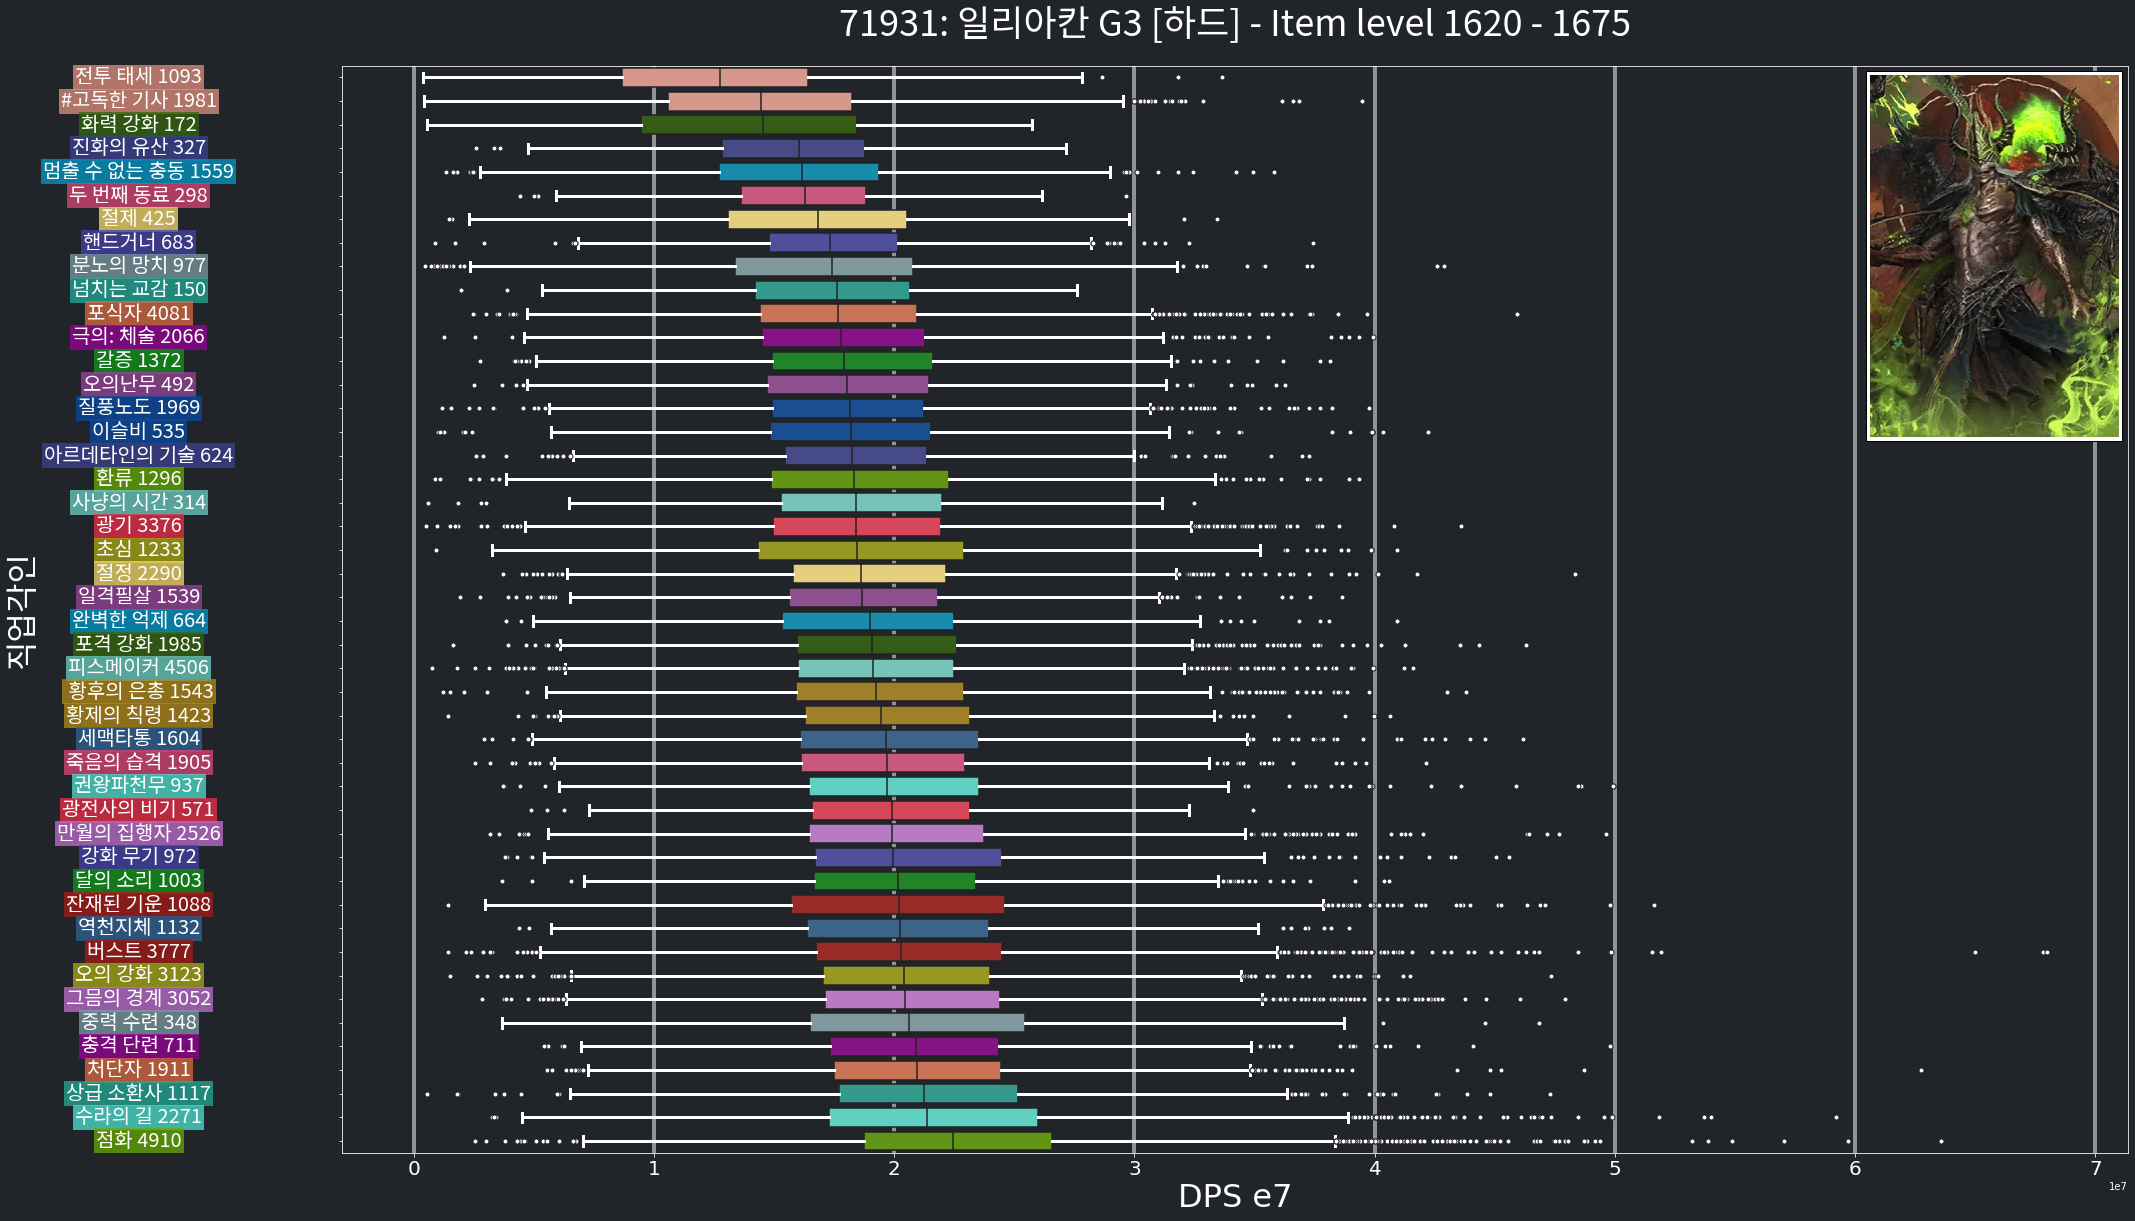 71931: 일리아칸 G3 [하드] - Item level 1620 - 1675
직업각인
전투 태세 1093
#고독한 기사 1981
화력 강화 172
진화의 유산 327
멈출 수 없는 충동 1559
두 번째 동료 298
절제 425
핸드거너 683
분노의 망치 977
넘치는 교감 150
포식자 4081
극의: 체술 2066
갈증 1372
오의난무 492
질풍노도 1969
이슬비 535
아르데타인의 기술 624
환류 1296
사냥의 시간 314
광기 3376
초심 1233
절정 2290
일격필살 1539
완벽한 억제 664
포격 강화 1985
피스메이커 4506
황후의 은총 1543
황제의 칙령 1423
세맥타통 1604
죽음의 습격 1905
권왕파천무 937
광전사의 비기 571
만월의 집행자 2526
강화 무기 972
달의 소리 1003
잔재된 기운 1088
역천지체 1132
버스트 3777
오의 강화 3123
그믐의 경계 3052
중력 수련 348
충격 단련 711
처단자 1911
상급 소환사 1117
수라의 길 2271
점화 4910
0 1 2 3 4 5 6 7
DPS e7
1e7